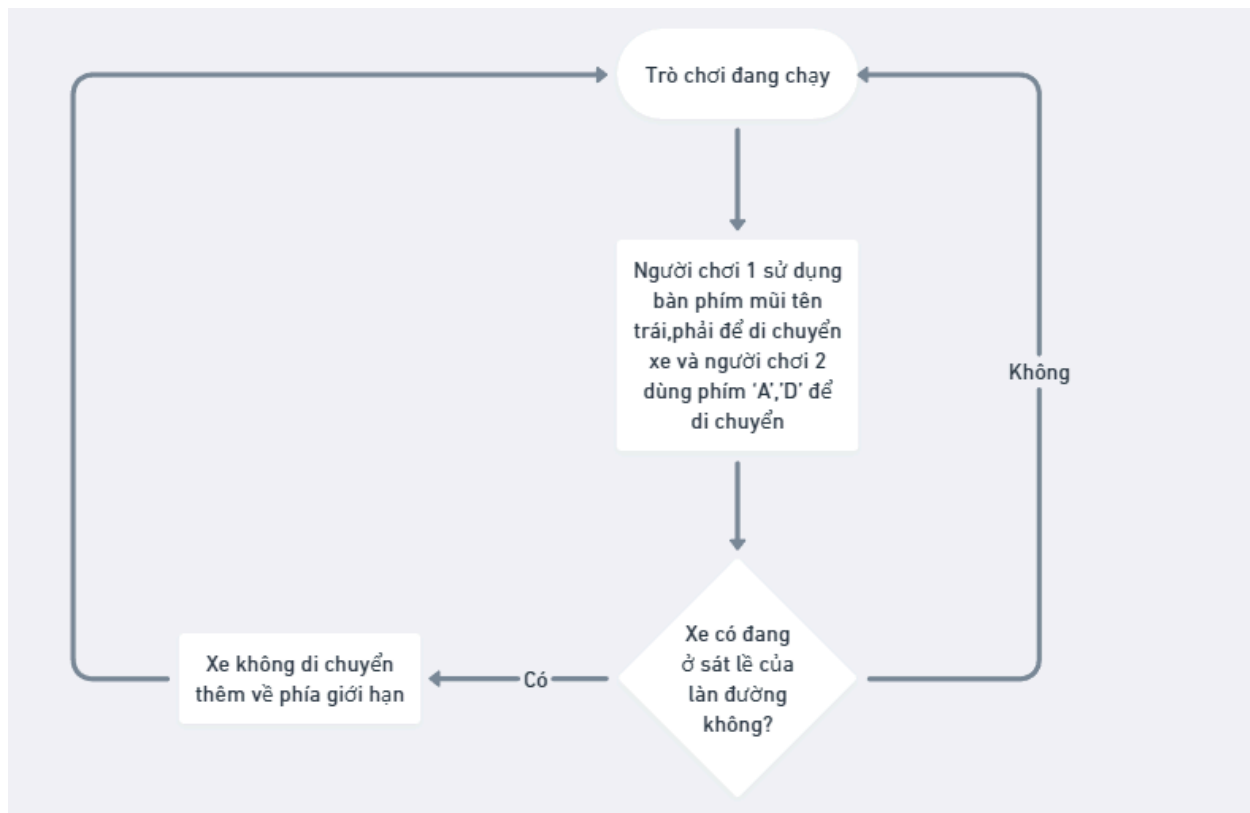 Trò chơi đang chạy
Người chơi 1 sử dụng
bàn phím mũi tên
trái,phải để di chuyển
xe và người chơi 2
dùng phím ‘A’,’D’ để
di chuyển
Không
Xe có đang
ở sát lề của
làn đường
không?
Có
Xe không di chuyển
thêm về phía giới hạn